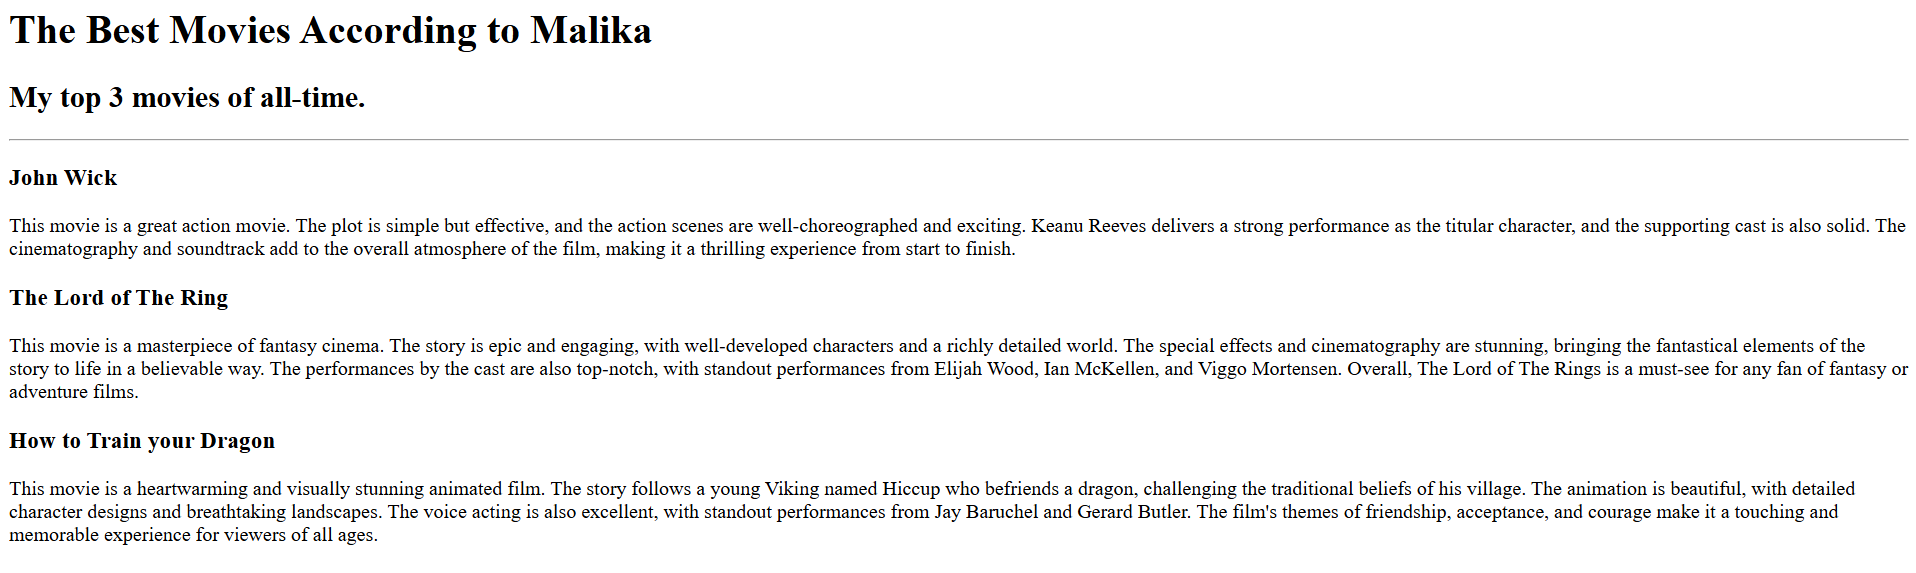 The Best Movies According to Malika
My top 3 movies of all-time.
John Wick
This movie is a great action movie. The plot is simple but effective, and the action scenes are well-choreographed and exciting. Keanu Reeves delivers a strong performance as the titular character, and the supporting cast is also solid. The
cinematography and soundtrack add to the overall atmosphere of the film, making it a thrilling experience from start to finish.
The Lord of The Ring
This movie is a masterpiece of fantasy cinema. The story is epic and engaging, with well-developed characters and a richly detailed world. The special effects and cinematography are stunning, bringing the fantastical elements of the
story to life in a believable way. The performances by the cast are also top-notch, with standout performances from Elijah Wood, Ian McKellen, and Viggo Mortensen. Overall, The Lord of The Rings is a must-see for any fan of fantasy or
adventure films.
How to Train your Dragon
This movie is a heartwarming and visually stunning animated film. The story follows a young Viking named Hiccup who befriends a dragon, challenging the traditional beliefs of his village. The animation is beautiful, with detailed
character designs and breathtaking landscapes. The voice acting is also excellent, with standout performances from Jay Baruchel and Gerard Butler. The film's themes of friendship, acceptance, and courage make it a touching and
memorable experience for viewers of all ages.